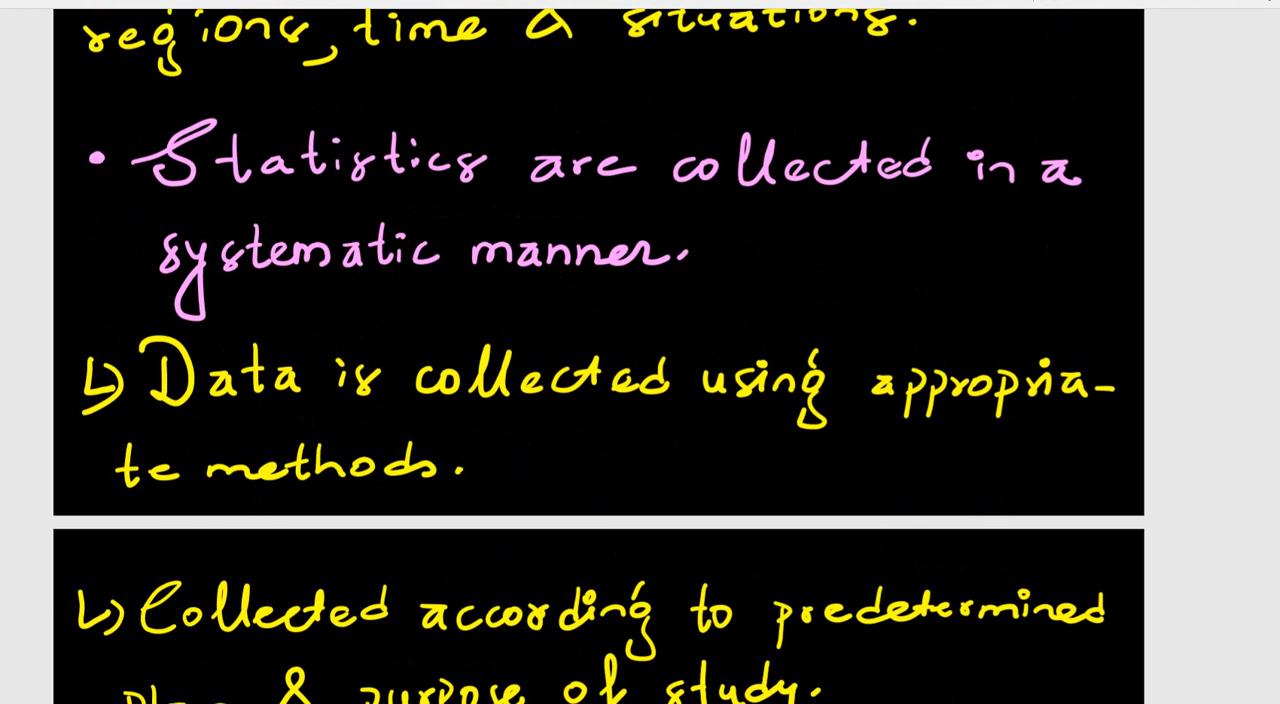 regions, time & situations.
• Statistics are collected in a
systematic manner.
↳ Data is collected using appropria-
te methods.
↳ Collected according to predetermined
plan & purpose of study.